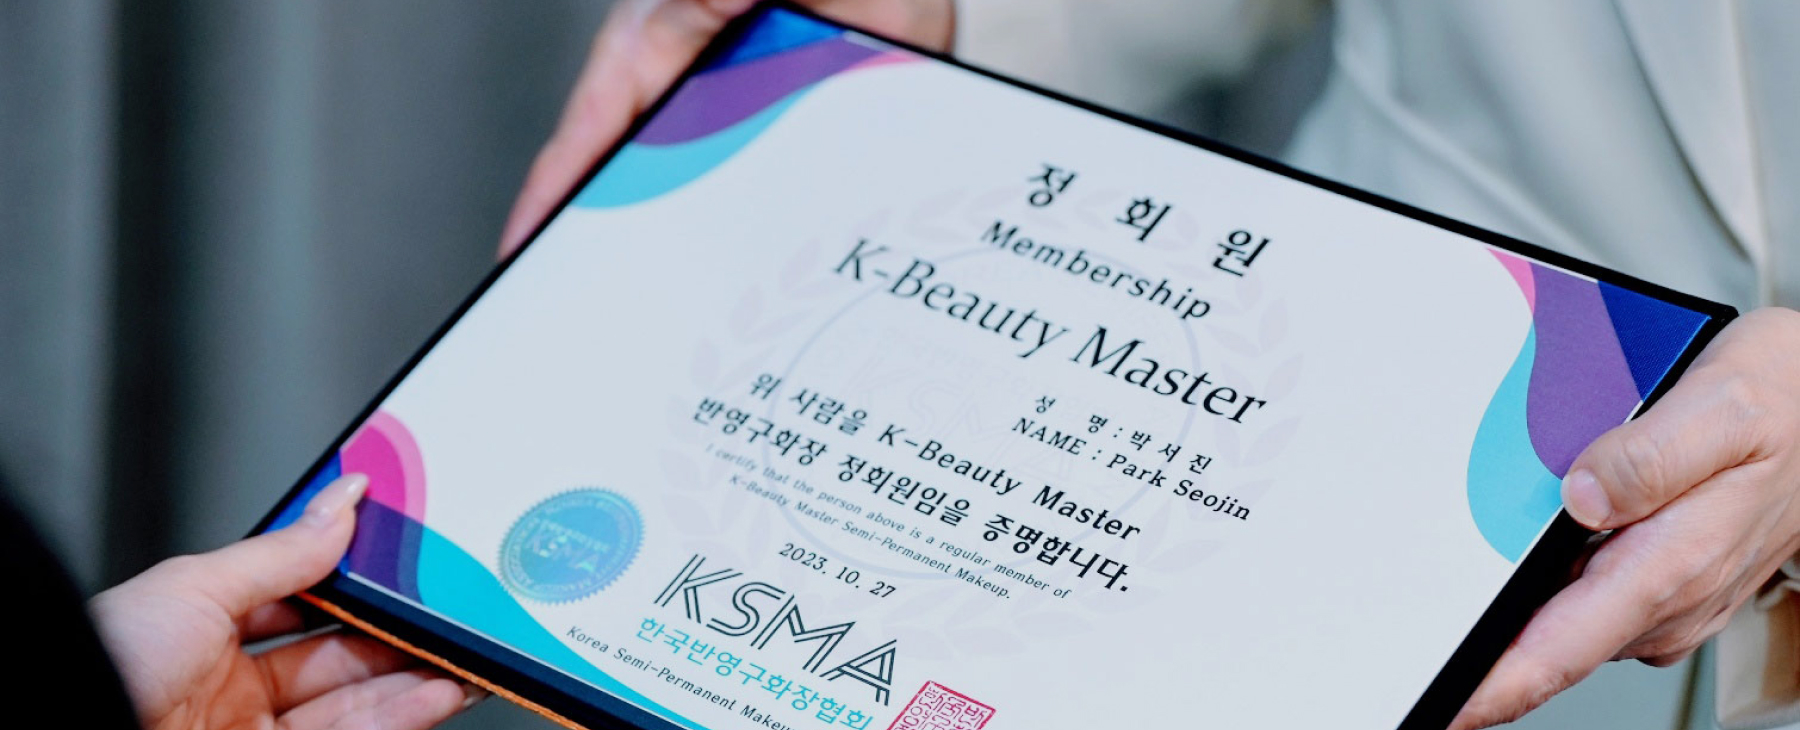 정 회 원
Membership
K-Beauty Master
성 명 : 박 서 진
NAME : Park Seojin
위 사람을 K-Beauty Master
반영구화장 정회원임을 증명합니다.
I certify that the person above is a regular member of
K-Beauty Master Semi-Permanent Makeup.
2023. 10. 27
KSMA
한국반영구화장협회
Korea Semi-Permanent
KSMA